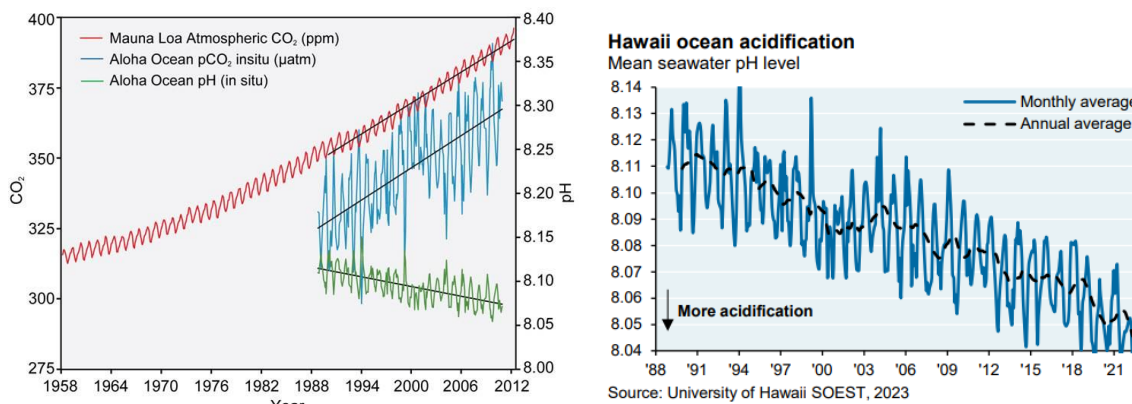 400
375
350
325
300
275
CO₂
Mauna Loa Atmospheric CO₂ (ppm)
Aloha Ocean pCO₂ insitu (µatm)
Aloha Ocean pH (in situ)
8.40
8.35
8.30
8.25
8.20
8.15
8.10
8.05
8.00
pH
1958 1964 1970 1976 1982 1988 1994 2000 2006 2012
Year
Hawaii ocean acidification
Mean seawater pH level
8.14
8.13
8.12
8.11
8.10
8.09
8.08
8.07
8.06
8.05
8.04
Monthly average
Annual average
More acidification
'88 '91 '94 '97 '00 '03 '06 '09 '12 '15 '18 '21
Source: University of Hawaii SOEST, 2023